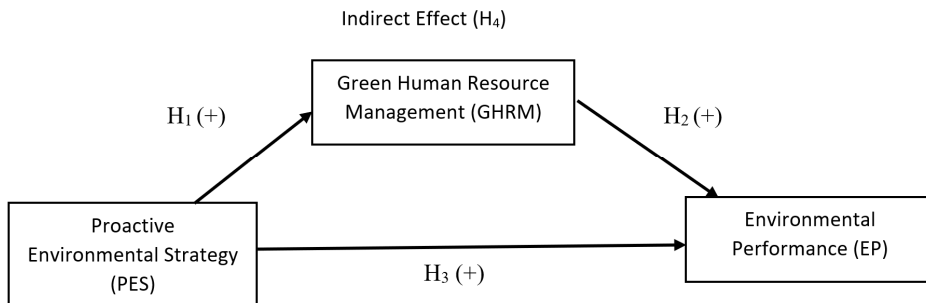 Indirect Effect (H₄)
Green Human Resource
Management (GHRM)
H₁ (+)
H₂ (+)
Proactive
Environmental Strategy
(PES)
Environmental
Performance (EP)
H₃ (+)